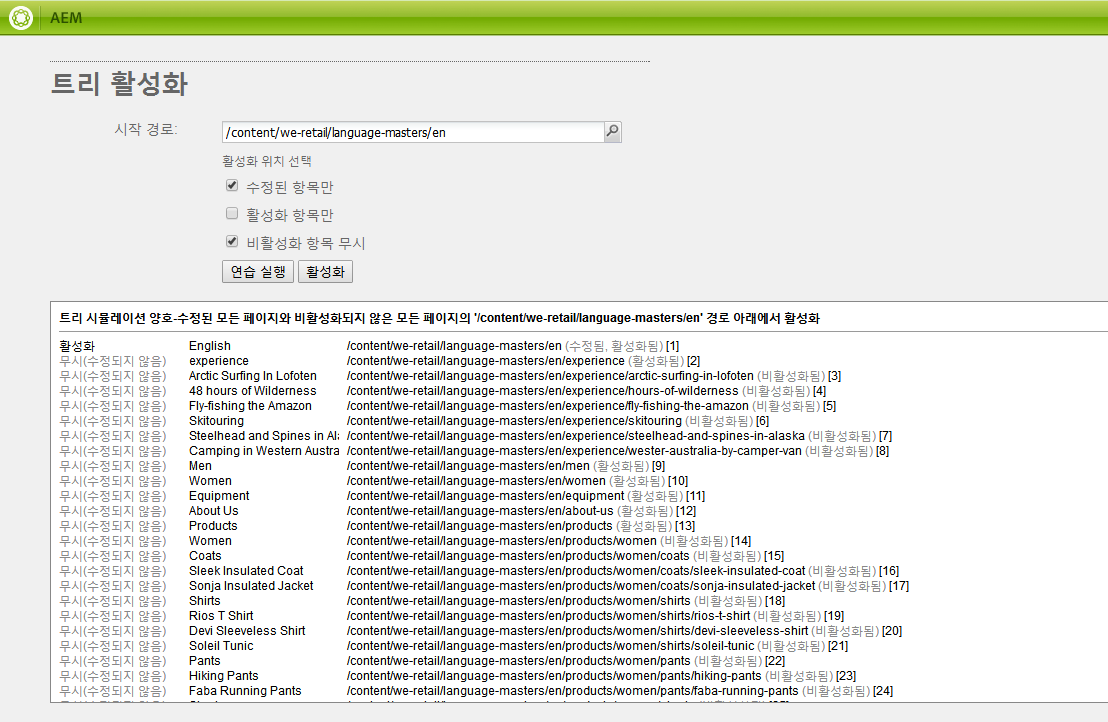 AEM
트리 활성화
시작 경로: /content/we-retail/language-masters/en
활성화 위치 선택
수정된 항목만
활성화 항목만
비활성화 항목 무시
연습 실행 활성화
트리 시뮬레이션 양호-수정된 모든 페이지와 비활성화되지 않은 모든 페이지의 '/content/we-retail/language-masters/en' 경로 아래에서 활성화
활성화 English /content/we-retail/language-masters/en (수정됨, 활성화됨) [1]
무시(수정되지 않음) experience /content/we-retail/language-masters/en/experience (활성화됨) [2]
무시(수정되지 않음) Arctic Surfing In Lofoten /content/we-retail/language-masters/en/experience/arctic-surfing-in-lofoten (비활성화됨) [3]
무시(수정되지 않음) 48 hours of Wilderness /content/we-retail/language-masters/en/experience/hours-of-wilderness (비활성화됨) [4]
무시(수정되지 않음) Fly-fishing the Amazon /content/we-retail/language-masters/en/experience/fly-fishing-the-amazon (비활성화됨) [5]
무시(수정되지 않음) Skitouring /content/we-retail/language-masters/en/experience/skitouring (비활성화됨) [6]
무시(수정되지 않음) Steelhead and Spines in Al /content/we-retail/language-masters/en/experience/steelhead-and-spines-in-alaska (비활성화됨) [7]
무시(수정되지 않음) Camping in Western Austra /content/we-retail/language-masters/en/experience/wester-australia-by-camper-van (비활성화됨) [8]
무시(수정되지 않음) Men /content/we-retail/language-masters/en/men (활성화됨) [9]
무시(수정되지 않음) Women /content/we-retail/language-masters/en/women (활성화됨) [10]
무시(수정되지 않음) Equipment /content/we-retail/language-masters/en/equipment (활성화됨) [11]
무시(수정되지 않음) About Us /content/we-retail/language-masters/en/about-us (활성화됨) [12]
무시(수정되지 않음) Products /content/we-retail/language-masters/en/products (활성화됨) [13]
무시(수정되지 않음) Women /content/we-retail/language-masters/en/products/women (비활성화됨) [14]
무시(수정되지 않음) Coats /content/we-retail/language-masters/en/products/women/coats (비활성화됨) [15]
무시(수정되지 않음) Sleek Insulated Coat /content/we-retail/language-masters/en/products/women/coats/sleek-insulated-coat (비활성화됨) [16]
무시(수정되지 않음) Sonja Insulated Jacket /content/we-retail/language-masters/en/products/women/coats/sonja-insulated-jacket (비활성화됨) [17]
무시(수정되지 않음) Shirts /content/we-retail/language-masters/en/products/women/shirts (비활성화됨) [18]
무시(수정되지 않음) Rios T Shirt /content/we-retail/language-masters/en/products/women/shirts/rios-t-shirt (비활성화됨) [19]
무시(수정되지 않음) Devi Sleeveless Shirt /content/we-retail/language-masters/en/products/women/shirts/devi-sleeveless-shirt (비활성화됨) [20]
무시(수정되지 않음) Soleil Tunic /content/we-retail/language-masters/en/products/women/shirts/soleil-tunic (비활성화됨) [21]
무시(수정되지 않음) Pants /content/we-retail/language-masters/en/products/women/pants (비활성화됨) [22]
무시(수정되지 않음) Hiking Pants /content/we-retail/language-masters/en/products/women/pants/hiking-pants (비활성화됨) [23]
무시(수정되지 않음) Faba Running Pants /content/we-retail/language-masters/en/products/women/pants/faba-running-pants (비활성화됨) [24]